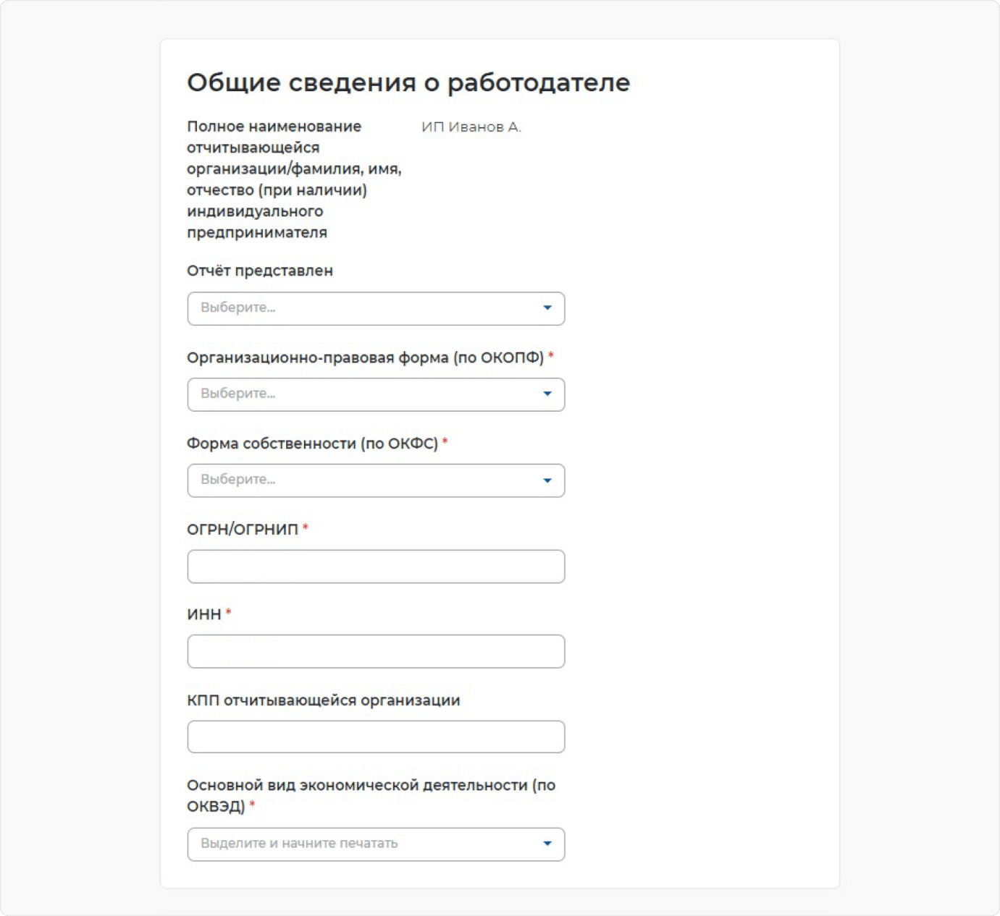 Общие сведения о работодателе
Полное наименование
отчитывающейся
организации/фамилия, имя,
отчество (при наличии)
индивидуального
предпринимателя
ИП Иванов А.
Отчёт представлен
Выберите...
Организационно-правовая форма (по ОКОПФ) *
Выберите...
Форма собственности (по ОКФС) *
Выберите...
ОГРН/ОГРНИП *
ИНН *
КПП отчитывающейся организации
Основной вид экономической деятельности (по
ОКВЭД) *
Выделите и начните печатать